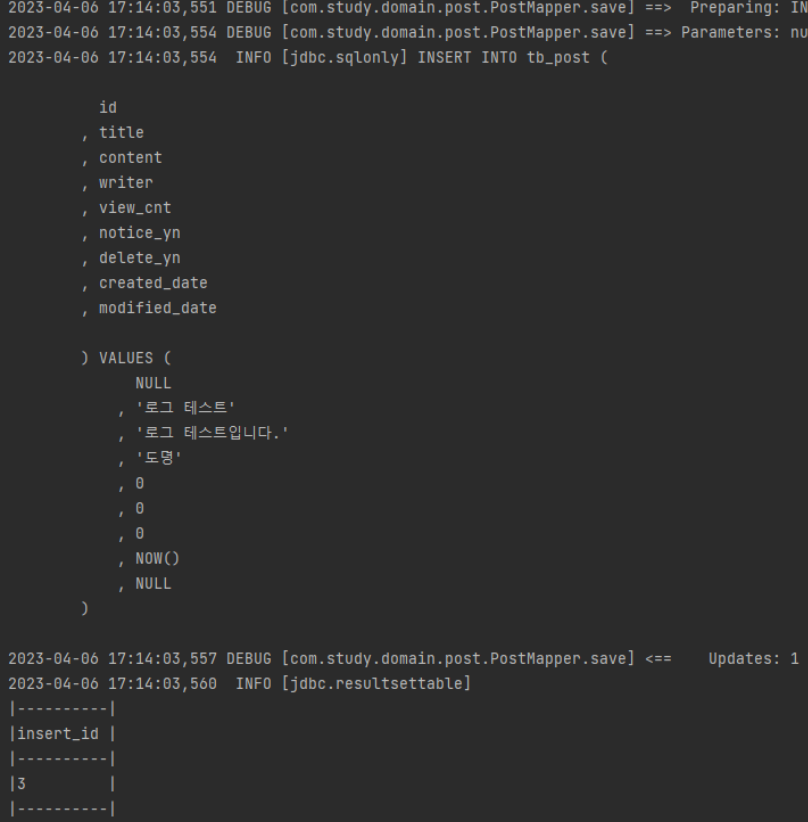 2023-04-06 17:14:03,551 DEBUG [com.study.domain.post.PostMapper.save] ==>  Preparing: IN
2023-04-06 17:14:03,554 DEBUG [com.study.domain.post.PostMapper.save] ==> Parameters: nu
2023-04-06 17:14:03,554  INFO [jdbc.sqlonly] INSERT INTO tb_post (
id
, title
, content
, writer
, view_cnt
, notice_yn
, delete_yn
, created_date
, modified_date
) VALUES (
NULL
, '로그 테스트'
, '로그 테스트입니다.'
, '도명'
, 0
, 0
, 0
, NOW()
, NULL
)
2023-04-06 17:14:03,557 DEBUG [com.study.domain.post.PostMapper.save] <==    Updates: 1
2023-04-06 17:14:03,560  INFO [jdbc.resultsettable]
|----------|
|insert_id |
|----------|
|3         |
|----------|